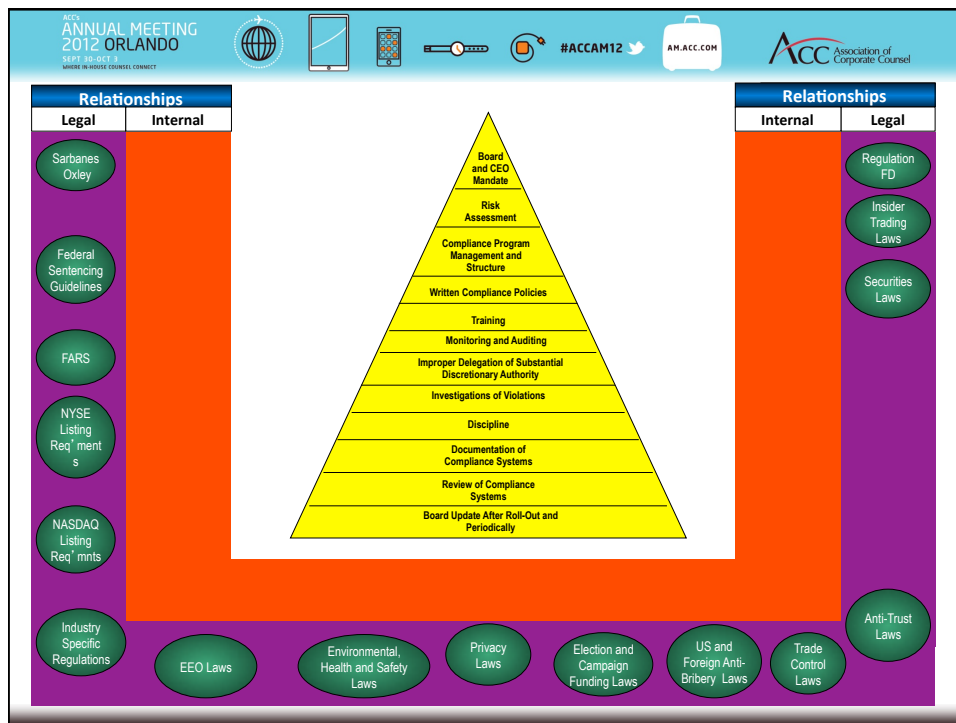 ACC's
ANNUAL MEETING
2012 ORLANDO
SEPT 30-OCT 3
WHERE IN-HOUSE COUNSEL CONNECT
#ACCAM12
AM.ACC.COM
ACC Association of
Corporate Counsel
Relationships
Legal Internal
Relationships
Internal Legal
Sarbanes
Oxley
Federal
Sentencing
Guidelines
FARS
NYSE
Listing
Req’ment
s
NASDAQ
Listing
Req’mnts
Industry
Specific
Regulations
Board
and CEO
Mandate
Risk
Assessment
Compliance Program
Management and
Structure
Written Compliance Policies
Training
Monitoring and Auditing
Improper Delegation of Substantial
Discretionary Authority
Investigations of Violations
Discipline
Documentation of
Compliance Systems
Review of Compliance
Systems
Board Update After Roll-Out and
Periodically
Regulation
FD
Insider
Trading
Laws
Securities
Laws
Anti-Trust
Laws
EEO Laws
Environmental,
Health and Safety
Laws
Privacy
Laws
Election and
Campaign
Funding Laws
US and
Foreign Anti-
Bribery Laws
Trade
Control
Laws